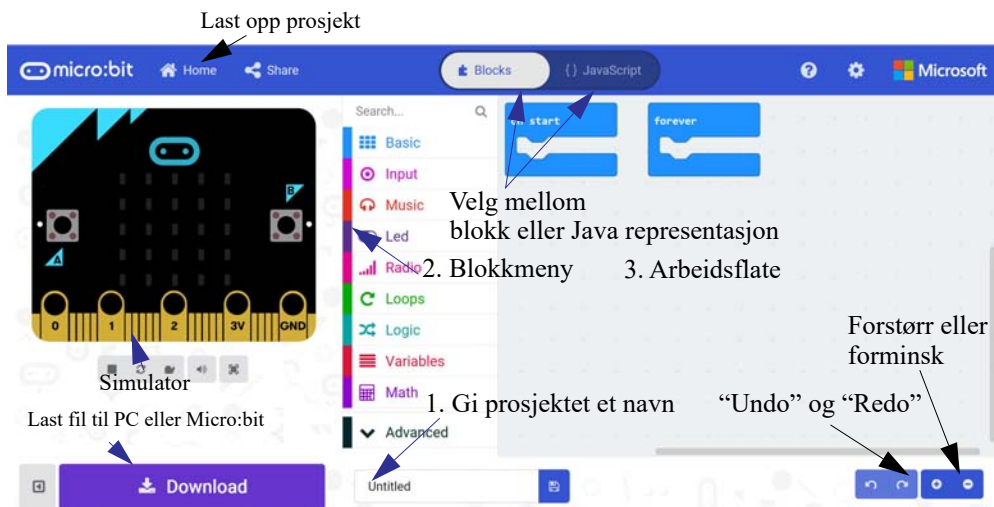 Last opp prosjekt
micro:bit Home Share Blocks {} JavaScript ? Microsoft
Search...
on start
forever
Basic
Input
Music
Led
Radio
Loops
Logic
Variables
Math
Advanced
B
A
0 1 2 3V GND
Velg mellom
blokk eller Java representasjon
2. Blokkmeny
3. Arbeidsflate
Forstørr eller
forminsk
Simulator
1. Gi prosjektet et navn
“Undo” og “Redo”
Last fil til PC eller Micro:bit
Download
Untitled